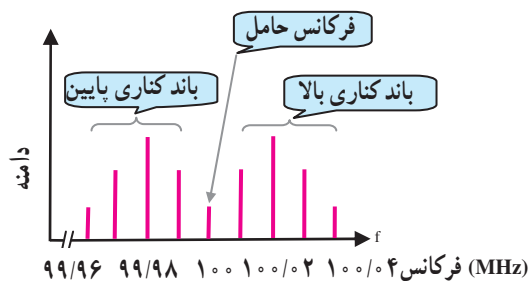 فرکانس حامل
باند کناری پایین
باند کناری بالا
دامنه
f
۹۹/۹۶ ۹۹/۹۸ ۱۰۰ ۱۰۰/۰۲ ۱۰۰/۰۴ فرکانس (MHz)